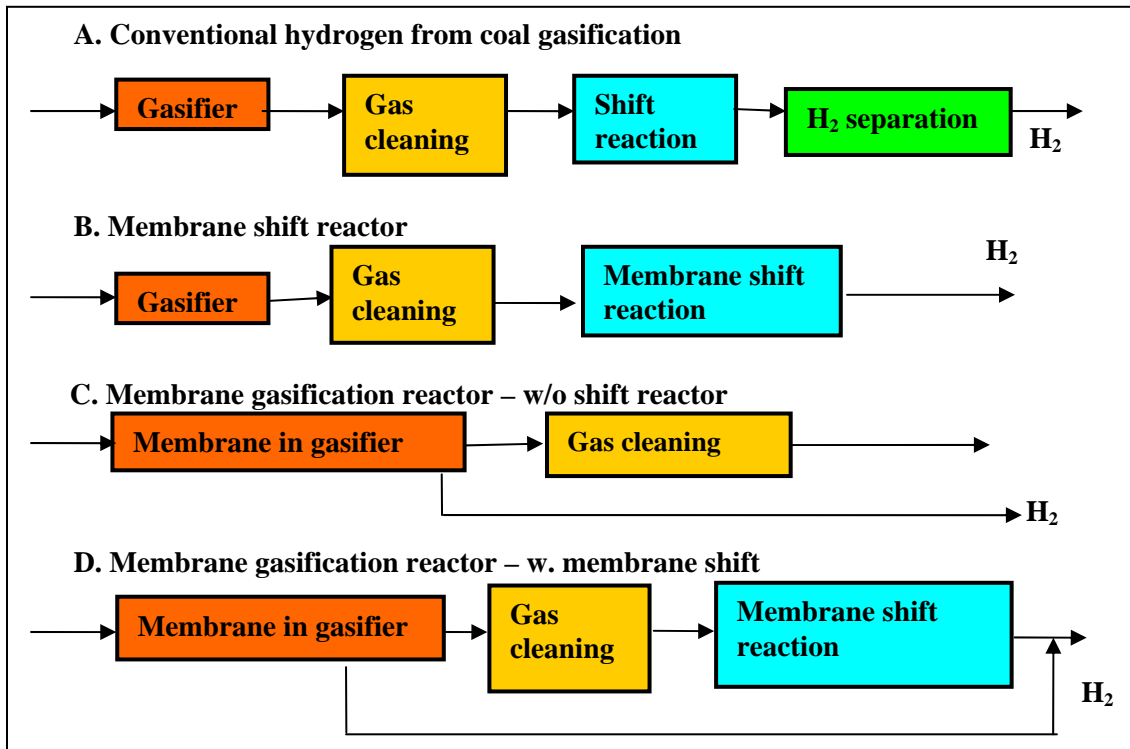 A. Conventional hydrogen from coal gasification
Gasifier
Gas
cleaning
Shift
reaction
H₂ separation
H₂
B. Membrane shift reactor
Gasifier
Gas
cleaning
Membrane shift
reaction
H₂
C. Membrane gasification reactor – w/o shift reactor
Membrane in gasifier
Gas cleaning
H₂
D. Membrane gasification reactor – w. membrane shift
Membrane in gasifier
Gas
cleaning
Membrane shift
reaction
H₂